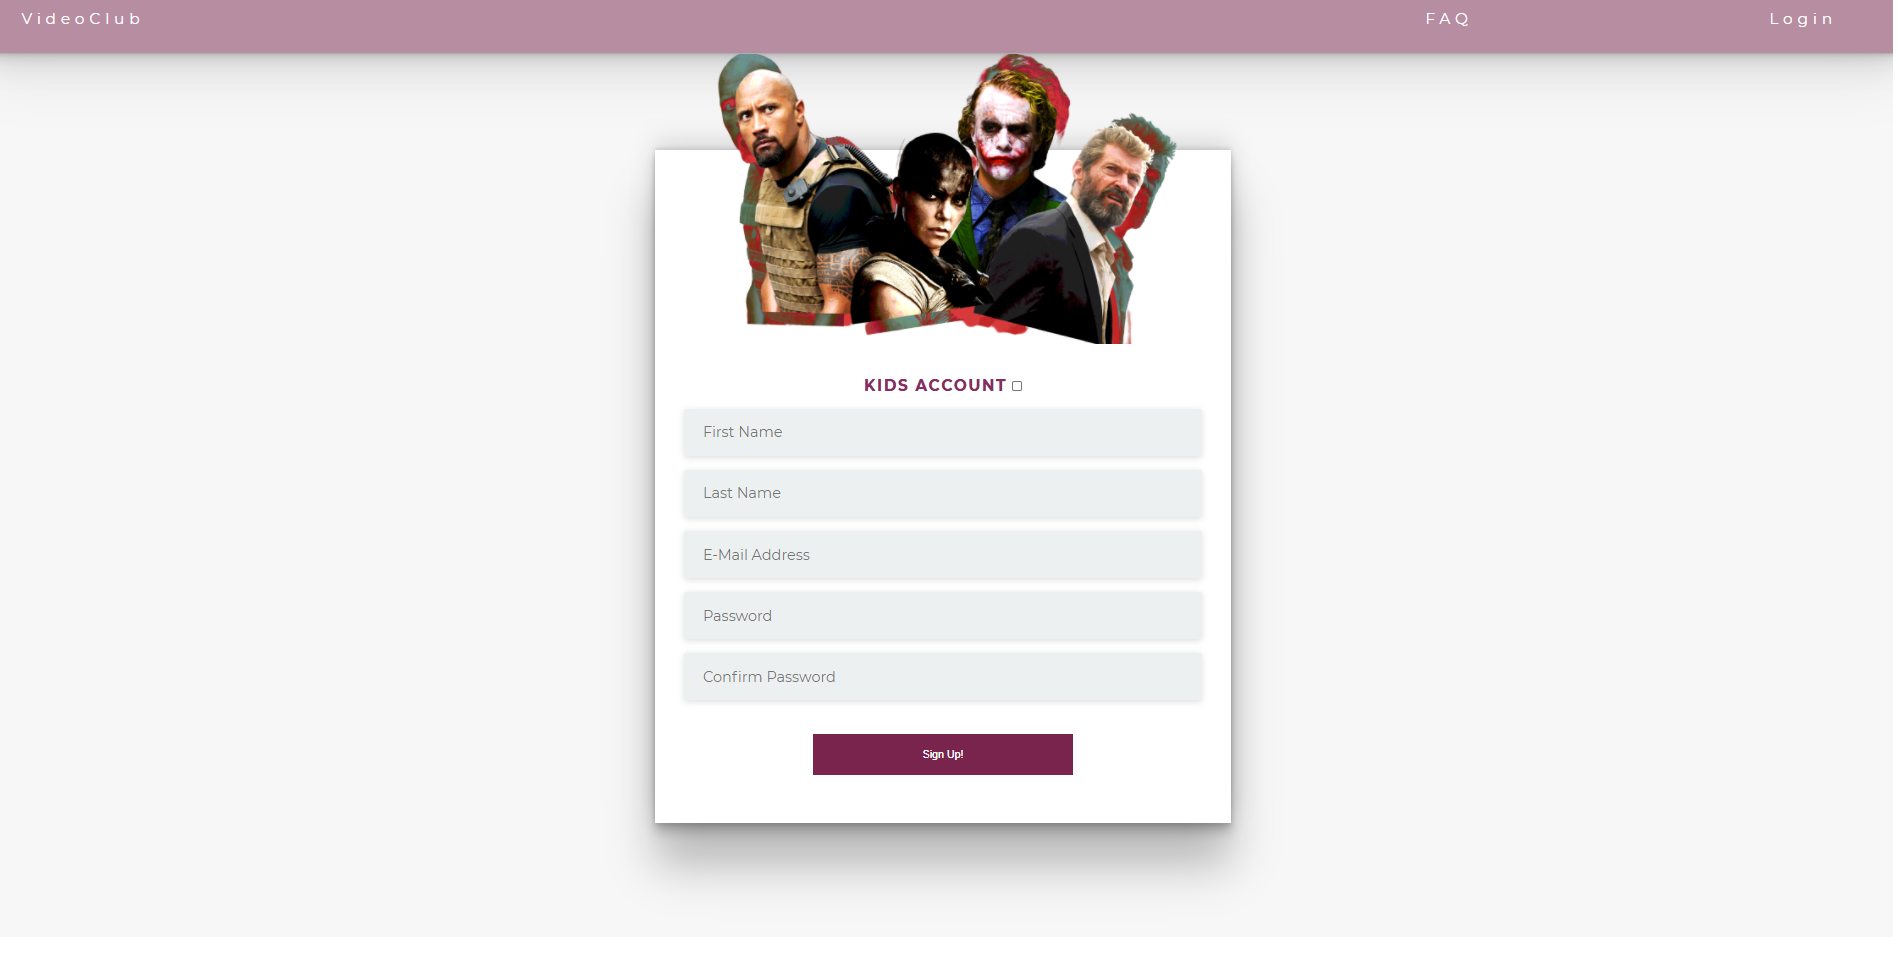 VideoClub
FAQ
Login
KIDS ACCOUNT
First Name
Last Name
E-Mail Address
Password
Confirm Password
Sign Up!